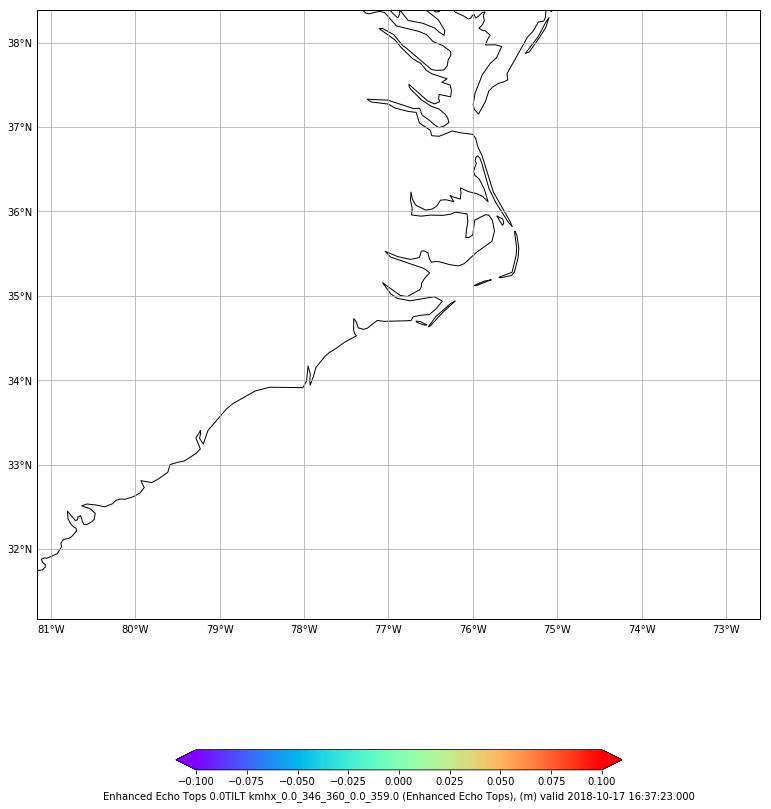 38°N
37°N
36°N
35°N
34°N
33°N
32°N
81°W 80°W 79°W 78°W 77°W 76°W 75°W 74°W 73°W
−0.100 −0.075 −0.050 −0.025 0.000 0.025 0.050 0.075 0.100
Enhanced Echo Tops 0.0TILT kmhx_0.0_346_360_0.0_359.0 (Enhanced Echo Tops), (m) valid 2018-10-17 16:37:23.000